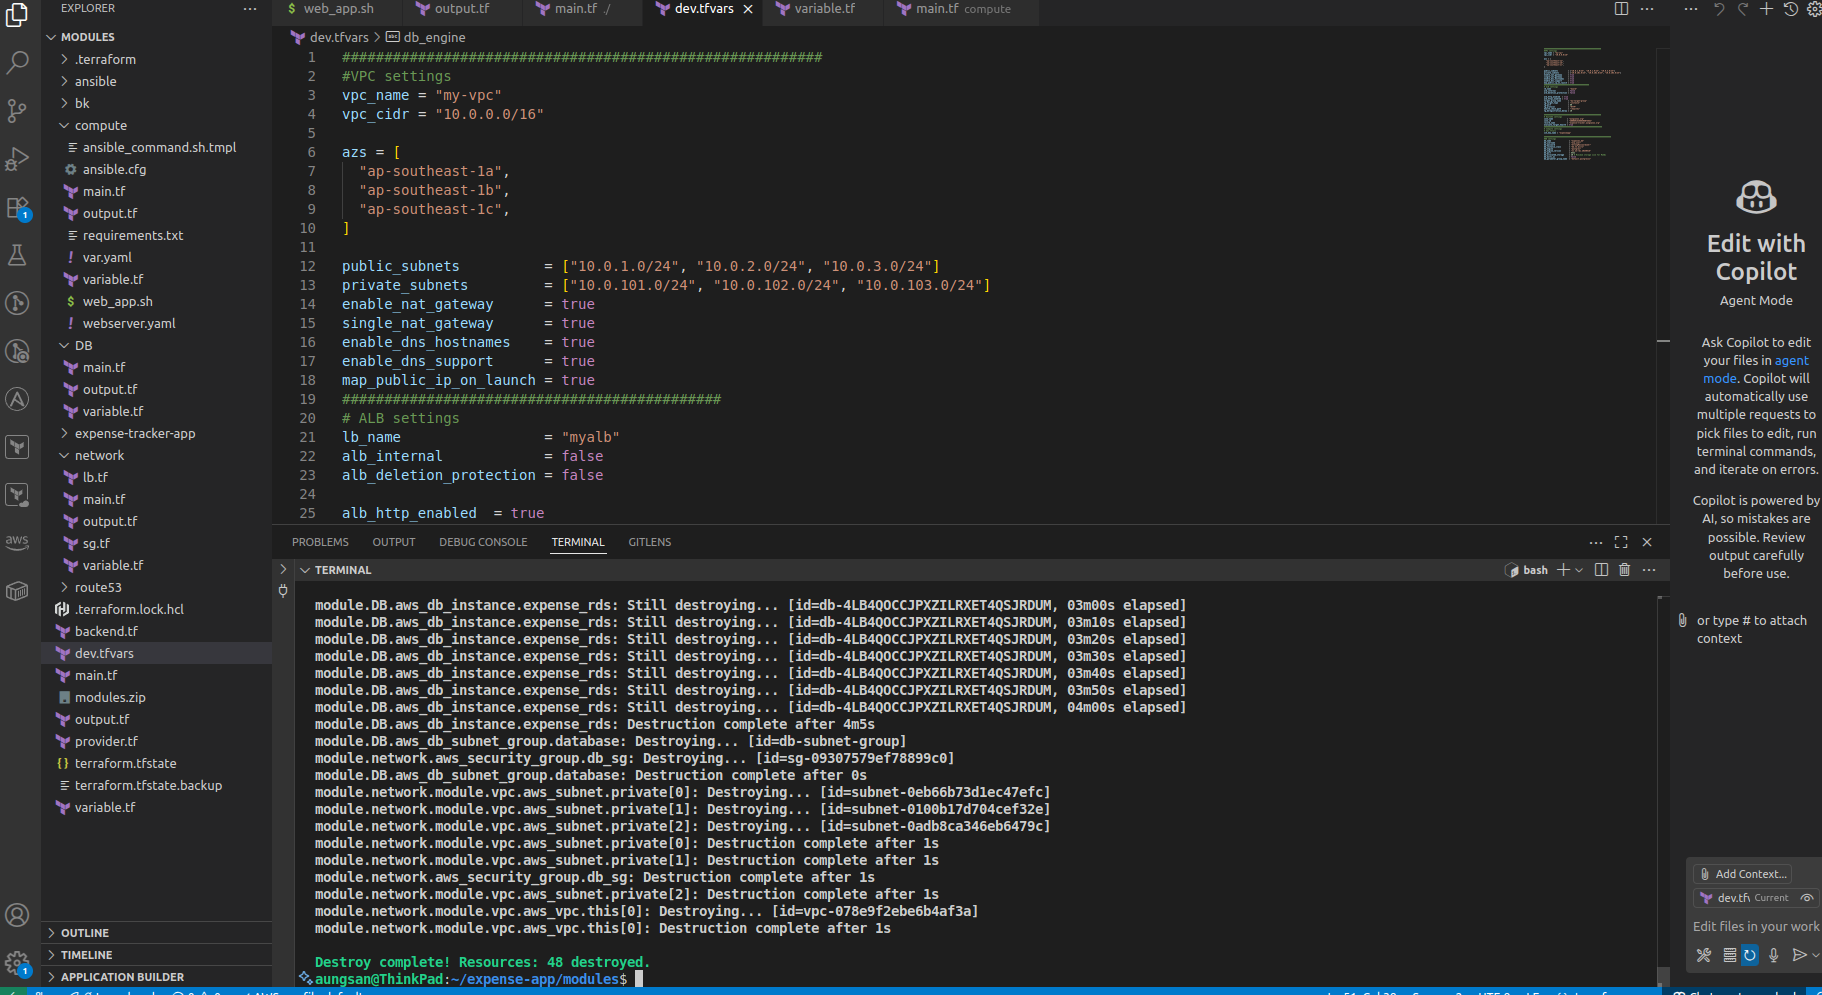 EXPLORER
MODULES
.terraform
ansible
bk
compute
ansible_command.sh.tmpl
ansible.cfg
main.tf
output.tf
requirements.txt
var.yaml
variable.tf
web_app.sh
webserver.yaml
DB
main.tf
output.tf
variable.tf
expense-tracker-app
network
lb.tf
main.tf
output.tf
sg.tf
variable.tf
route53
.terraform.lock.hcl
backend.tf
dev.tfvars
main.tf
modules.zip
output.tf
provider.tf
terraform.tfstate
terraform.tfstate.backup
variable.tf
OUTLINE
TIMELINE
APPLICATION BUILDER
aws
1
1
web_app.sh output.tf main.tf ./ dev.tfvars variable.tf main.tf compute
dev.tfvars > db_engine
1 #########################################################
2 #VPC settings
3 vpc_name = "my-vpc"
4 vpc_cidr = "10.0.0.0/16"
5
6 azs = [
7 "ap-southeast-1a",
8 "ap-southeast-1b",
9 "ap-southeast-1c",
10 ]
11
12 public_subnets = ["10.0.1.0/24", "10.0.2.0/24", "10.0.3.0/24"]
13 private_subnets = ["10.0.101.0/24", "10.0.102.0/24", "10.0.103.0/24"]
14 enable_nat_gateway = true
15 single_nat_gateway = true
16 enable_dns_hostnames = true
17 enable_dns_support = true
18 map_public_ip_on_launch = true
19 #############################################
20 # ALB settings
21 lb_name = "myalb"
22 alb_internal = false
23 alb_deletion_protection = false
24
25 alb_http_enabled = true
PROBLEMS OUTPUT DEBUG CONSOLE TERMINAL GITLENS
TERMINAL
bash
module.DB.aws_db_instance.expense_rds: Still destroying... [id=db-4LB4QOCCJPXZILRXET4QSJRDUM, 03m00s elapsed]
module.DB.aws_db_instance.expense_rds: Still destroying... [id=db-4LB4QOCCJPXZILRXET4QSJRDUM, 03m10s elapsed]
module.DB.aws_db_instance.expense_rds: Still destroying... [id=db-4LB4QOCCJPXZILRXET4QSJRDUM, 03m20s elapsed]
module.DB.aws_db_instance.expense_rds: Still destroying... [id=db-4LB4QOCCJPXZILRXET4QSJRDUM, 03m30s elapsed]
module.DB.aws_db_instance.expense_rds: Still destroying... [id=db-4LB4QOCCJPXZILRXET4QSJRDUM, 03m40s elapsed]
module.DB.aws_db_instance.expense_rds: Still destroying... [id=db-4LB4QOCCJPXZILRXET4QSJRDUM, 03m50s elapsed]
module.DB.aws_db_instance.expense_rds: Still destroying... [id=db-4LB4QOCCJPXZILRXET4QSJRDUM, 04m00s elapsed]
module.DB.aws_db_instance.expense_rds: Destruction complete after 4m5s
module.DB.aws_db_subnet_group.database: Destroying... [id=db-subnet-group]
module.network.aws_security_group.db_sg: Destroying... [id=sg-09307579ef78899c0]
module.DB.aws_db_subnet_group.database: Destruction complete after 0s
module.network.module.vpc.aws_subnet.private[0]: Destroying... [id=subnet-0eb66b73d1ec47efc]
module.network.module.vpc.aws_subnet.private[1]: Destroying... [id=subnet-0100b17d704cef32e]
module.network.module.vpc.aws_subnet.private[2]: Destroying... [id=subnet-0adb8ca346eb6479c]
module.network.module.vpc.aws_subnet.private[0]: Destruction complete after 1s
module.network.module.vpc.aws_subnet.private[1]: Destruction complete after 1s
module.network.aws_security_group.db_sg: Destruction complete after 1s
module.network.module.vpc.aws_subnet.private[2]: Destruction complete after 1s
module.network.module.vpc.aws_vpc.this[0]: Destroying... [id=vpc-078e9f2ebe6b4af3a]
module.network.module.vpc.aws_vpc.this[0]: Destruction complete after 1s
Destroy complete! Resources: 48 destroyed.
aungsan@ThinkPad:~/expense-app/modules$
Edit with
Copilot
Agent Mode
Ask Copilot to edit
your files in agent
mode. Copilot will
automatically use
multiple requests to
pick files to edit, run
terminal commands,
and iterate on errors.
Copilot is powered by
AI, so mistakes are
possible. Review
output carefully
before use.
or type # to attach
context
Add Context...
dev.tfv Current
Edit files in your work